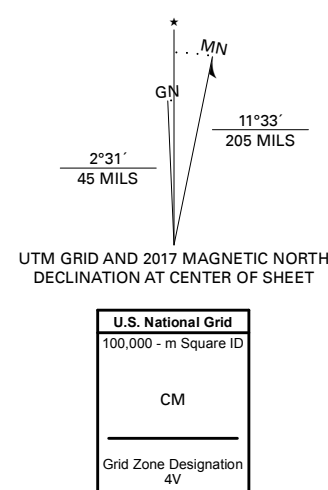 ★
MN
GN
11°33´
205 MILS
2°31´
45 MILS
UTM GRID AND 2017 MAGNETIC NORTH
DECLINATION AT CENTER OF SHEET
U.S. National Grid
100,000 - m Square ID
CM
Grid Zone Designation
4V